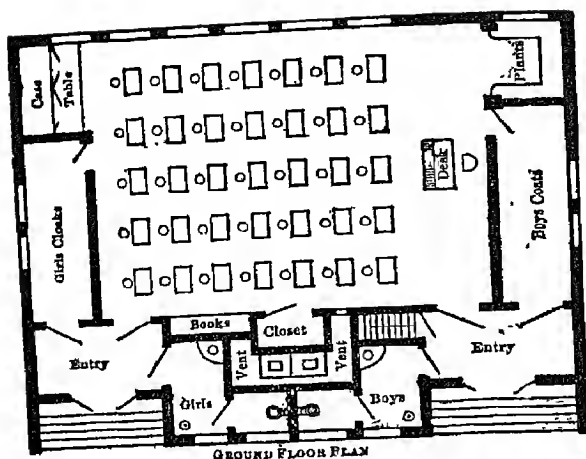 Case
Table
Plants
Desk
Girls Cloaks
Boys Coats
Books
Closet
Entry
Vent
Vent
Entry
Girls
Boys
GROUND FLOOR PLAN